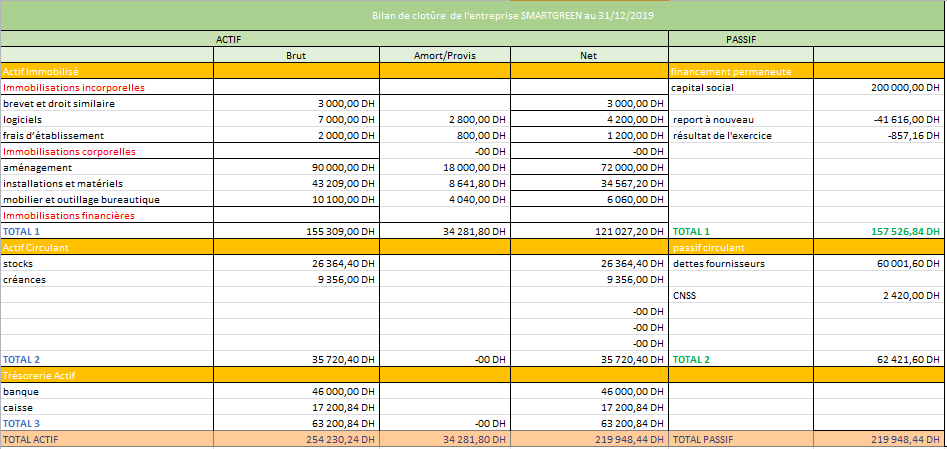 Bilan de clotûre de l'entreprise SMARTGREEN au 31/12/2019
ACTIF PASSIF
Brut Amort/Provis Net
Actif Immobilisé financement permaneute
Immobilisations incorporelles capital social 200 000,00 DH
brevet et droit similaire 3 000,00 DH 3 000,00 DH
logiciels 7 000,00 DH 2 800,00 DH 4 200,00 DH report à nouveau -41 616,00 DH
frais d'établissement 2 000,00 DH 800,00 DH 1 200,00 DH résultat de l'exercice -857,16 DH
Immobilisations corporelles -00 DH -00 DH
aménagement 90 000,00 DH 18 000,00 DH 72 000,00 DH
installations et matériels 43 209,00 DH 8 641,80 DH 34 567,20 DH
mobilier et outillage bureautique 10 100,00 DH 4 040,00 DH 6 060,00 DH
Immobilisations financières
TOTAL 1 155 309,00 DH 34 281,80 DH 121 027,20 DH TOTAL 1 157 526,84 DH
Actif Circulant passif circulant
stocks 26 364,40 DH 26 364,40 DH dettes fournisseurs 60 001,60 DH
créances 9 356,00 DH 9 356,00 DH
CNSS 2 420,00 DH
-00 DH
-00 DH
-00 DH
TOTAL 2 35 720,40 DH -00 DH 35 720,40 DH TOTAL 2 62 421,60 DH
Trésorerie Actif
banque 46 000,00 DH 46 000,00 DH
caisse 17 200,84 DH 17 200,84 DH
TOTAL 3 63 200,84 DH -00 DH 63 200,84 DH
TOTAL ACTIF 254 230,24 DH 34 281,80 DH 219 948,44 DH TOTAL PASSIF 219 948,44 DH